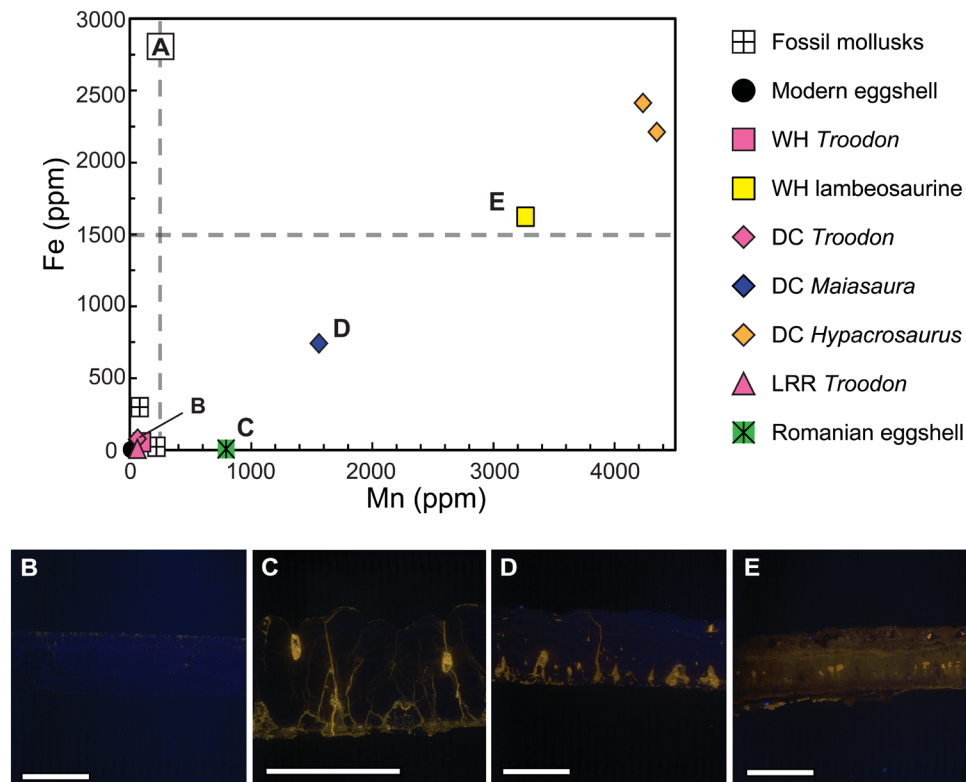 3000
2500
2000
1500
1000
500
0
Fe (ppm)
A
B
C
D
E
0
1000
2000
3000
4000
Mn (ppm)
Fossil mollusks
Modern eggshell
WH Troodon
WH lambeosaurine
DC Troodon
DC Maiasaura
DC Hypacrosaurus
LRR Troodon
Romanian eggshell
B
C
D
E